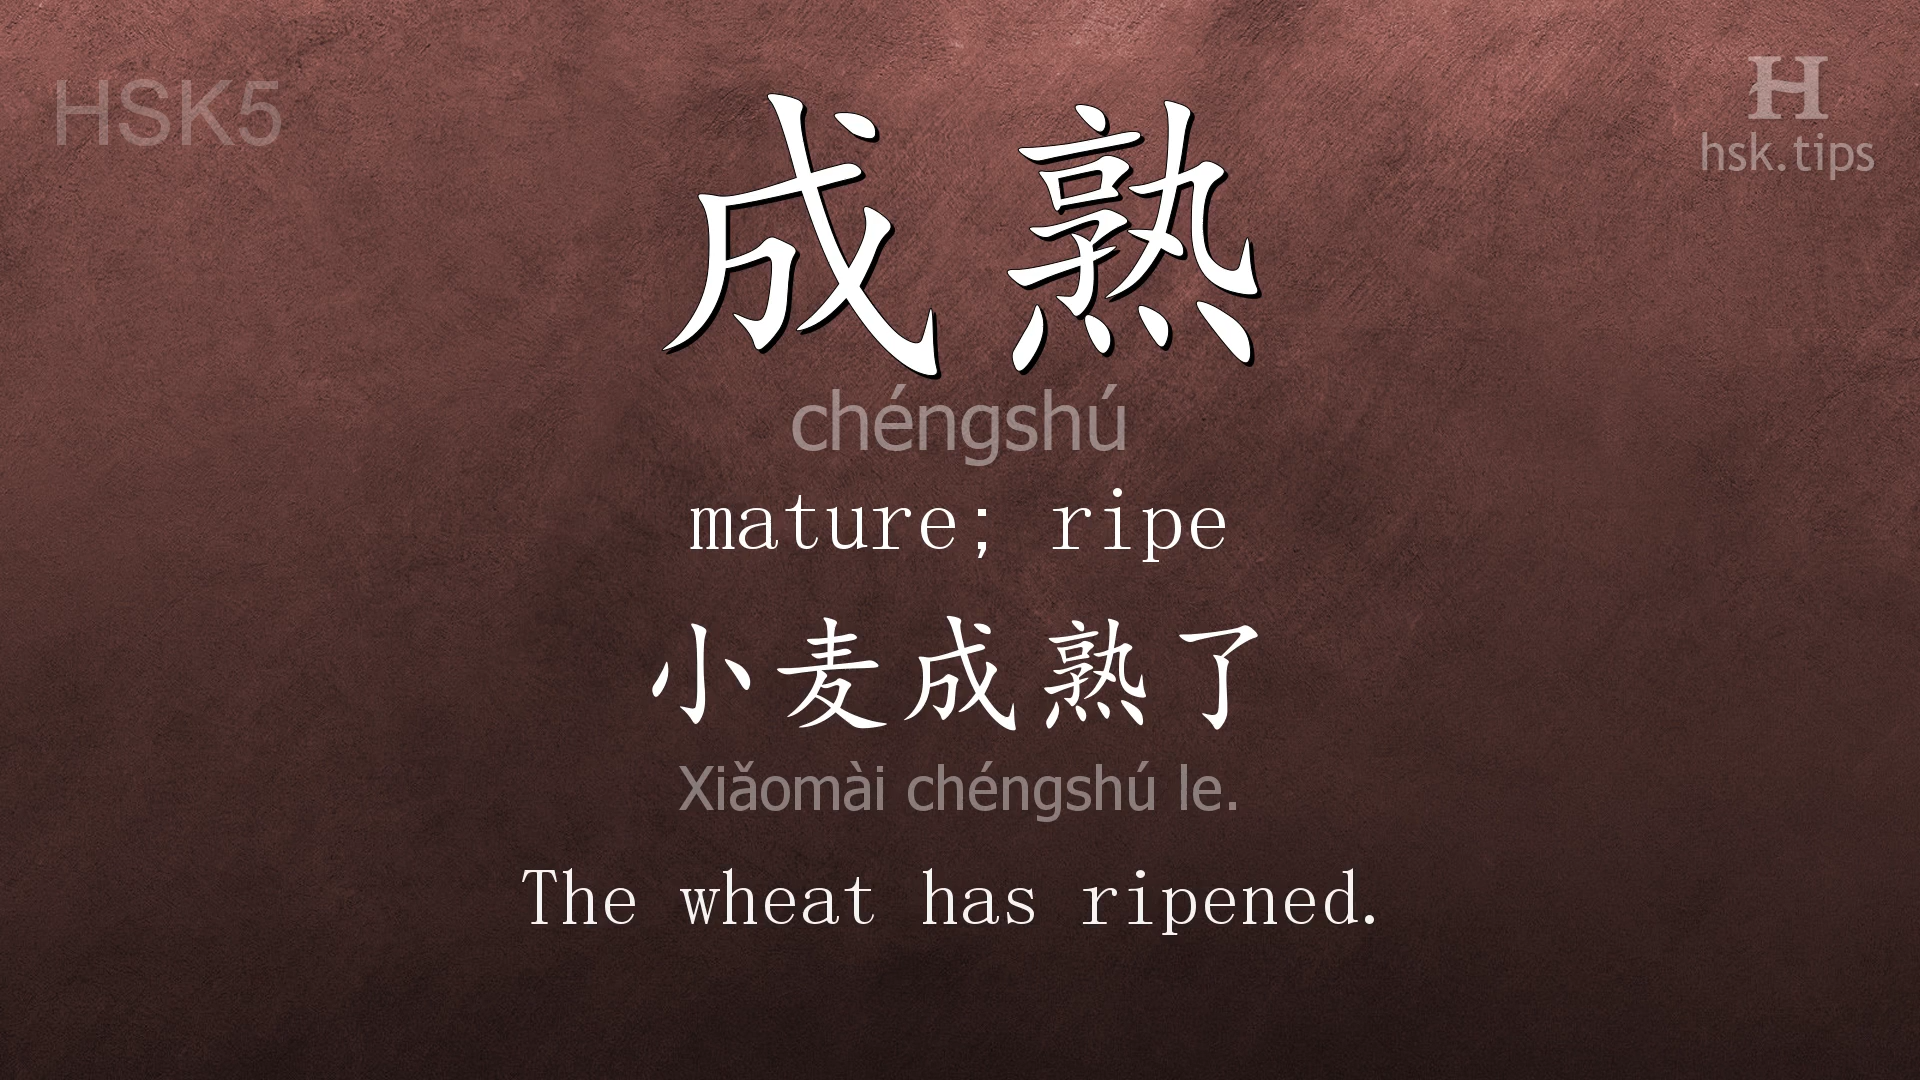 HSK5
H
hsk.tips
成熟
chéngshú
mature; ripe
小麦成熟了
Xiǎomài chéngshú le.
The wheat has ripened.